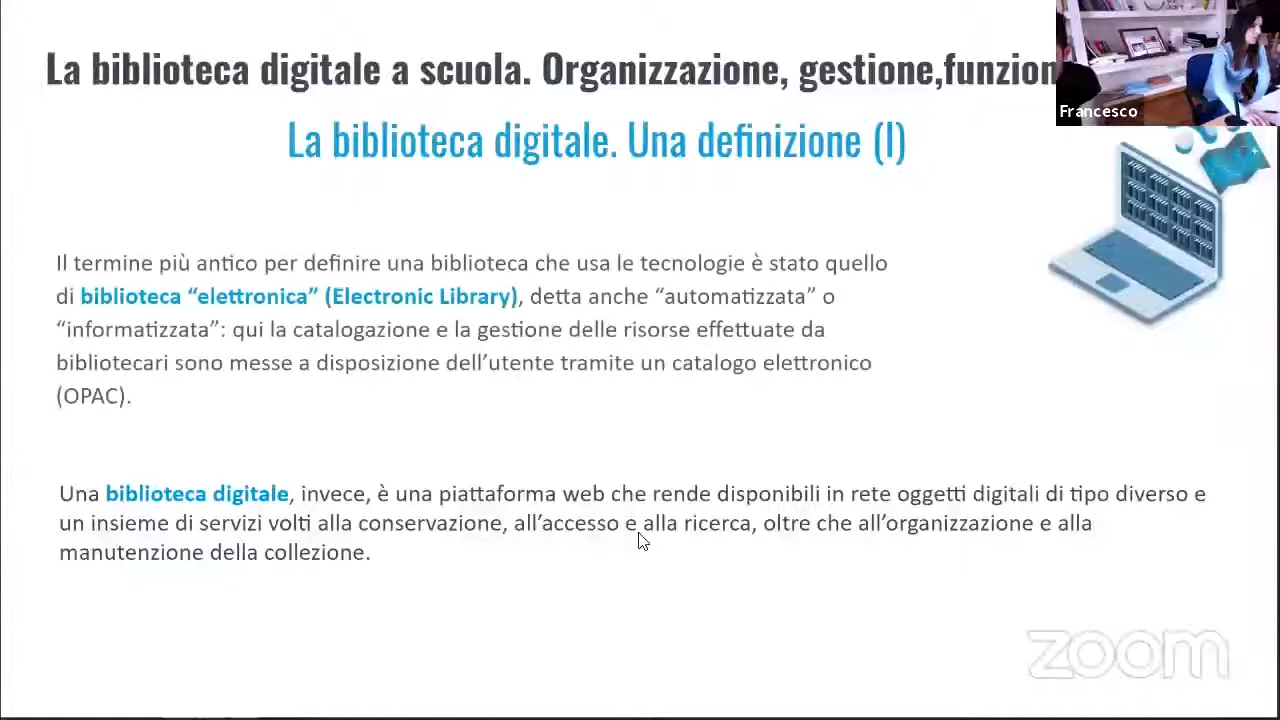 La biblioteca digitale a scuola. Organizzazione, gestione,funzion
Francesco
La biblioteca digitale. Una definizione (I)
Il termine più antico per definire una biblioteca che usa le tecnologie è stato quello
di biblioteca “elettronica” (Electronic Library), detta anche “automatizzata” o
“informatizzata”: qui la catalogazione e la gestione delle risorse effettuate da
bibliotecari sono messe a disposizione dell’utente tramite un catalogo elettronico
(OPAC).
Una biblioteca digitale, invece, è una piattaforma web che rende disponibili in rete oggetti digitali di tipo diverso e
un insieme di servizi volti alla conservazione, all’accesso e alla ricerca, oltre che all’organizzazione e alla
manutenzione della collezione.
zoom